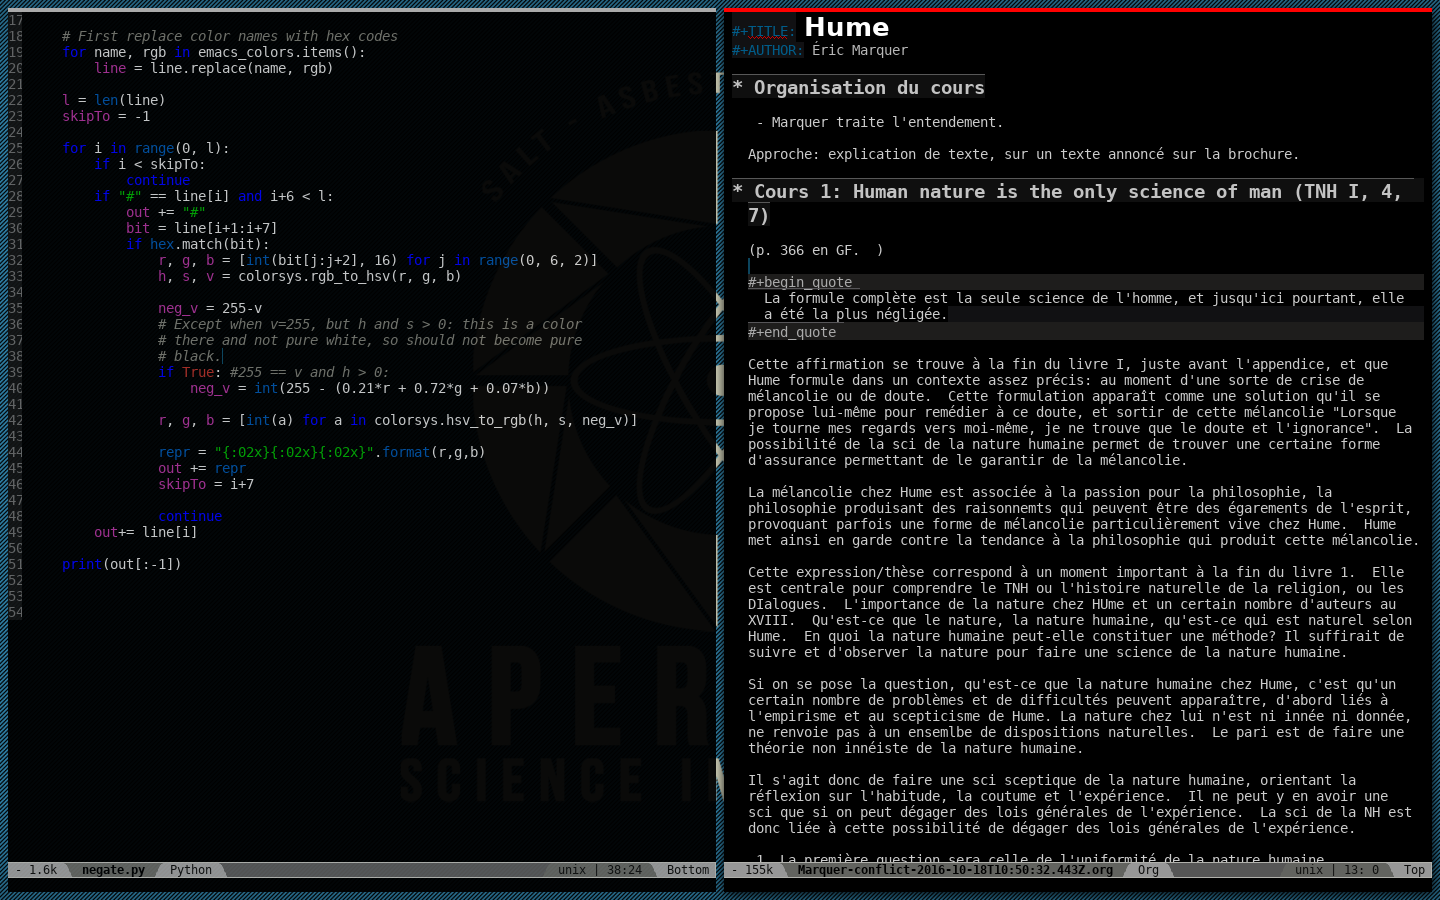 17
18 # First replace color names with hex codes
19 for name, rgb in emacs_colors.items():
20 line = line.replace(name, rgb)
21
22 l = len(line)
23 skipTo = -1
24
25 for i in range(0, l):
26 if i < skipTo:
27 continue
28 if "#" == line[i] and i+6 < l:
29 out += "#"
30 bit = line[i+1:i+7]
31 if hex.match(bit):
32 r, g, b = [int(bit[j:j+2], 16) for j in range(0, 6, 2)]
33 h, s, v = colorsys.rgb_to_hsv(r, g, b)
34
35 neg_v = 255-v
36 # Except when v=255, but h and s > 0: this is a color
37 # there and not pure white, so should not become pure
38 # black.
39 if True: #255 == v and h > 0:
40 neg_v = int(255 - (0.21*r + 0.72*g + 0.07*b))
41
42 r, g, b = [int(a) for a in colorsys.hsv_to_rgb(h, s, neg_v)]
43
44 repr = "{:02x}{:02x}{:02x}".format(r,g,b)
45 out += repr
46 skipTo = i+7
47
48 continue
49 out+= line[i]
50
51 print(out[:-1])
52
53
54
SALT - ASBEST
APER
SCIENCE IN
- 1.6k negate.py Python unix | 38:24 Bottom
#+TITLE: Hume
#+AUTHOR: Éric Marquer
* Organisation du cours
- Marquer traite l'entendement.
Approche: explication de texte, sur un texte annoncé sur la brochure.
* Cours 1: Human nature is the only science of man (TNH I, 4,
7)
(p. 366 en GF.  )
#+begin_quote
La formule complète est la seule science de l'homme, et jusqu'ici pourtant, elle
a été la plus négligée.
#+end_quote
Cette affirmation se trouve à la fin du livre I, juste avant l'appendice, et que
Hume formule dans un contexte assez précis: au moment d'une sorte de crise de
mélancolie ou de doute.  Cette formulation apparaît comme une solution qu'il se
propose lui-même pour remédier à ce doute, et sortir de cette mélancolie "Lorsque
je tourne mes regards vers moi-même, je ne trouve que le doute et l'ignorance".  La
possibilité de la sci de la nature humaine permet de trouver une certaine forme
d'assurance permettant de le garantir de la mélancolie.
La mélancolie chez Hume est associée à la passion pour la philosophie, la
philosophie produisant des raisonnemts qui peuvent être des égarements de l'esprit,
provoquant parfois une forme de mélancolie particulièrement vive chez Hume.  Hume
met ainsi en garde contre la tendance à la philosophie qui produit cette mélancolie.
Cette expression/thèse correspond à un moment important à la fin du livre 1.  Elle
est centrale pour comprendre le TNH ou l'histoire naturelle de la religion, ou les
DIalogues.  L'importance de la nature chez HUme et un certain nombre d'auteurs au
XVIII.  Qu'est-ce que le nature, la nature humaine, qu'est-ce qui est naturel selon
Hume.  En quoi la nature humaine peut-elle constituer une méthode? Il suffirait de
suivre et d'observer la nature pour faire une science de la nature humaine.
Si on se pose la question, qu'est-ce que la nature humaine chez Hume, c'est qu'un
certain nombre de problèmes et de difficultés peuvent apparaître, d'abord liés à
l'empirisme et au scepticisme de Hume. La nature chez lui n'est ni innée ni donnée,
ne renvoie pas à un ensemlbe de dispositions naturelles.  Le pari est de faire une
théorie non innéiste de la nature humaine.
Il s'agit donc de faire une sci sceptique de la nature humaine, orientant la
réflexion sur l'habitude, la coutume et l'expérience.  Il ne peut y en avoir une
sci que si on peut dégager des lois générales de l'expérience.  La sci de la NH est
donc liée à cette possibilité de dégager des lois générales de l'expérience.
1. La première question sera celle de l'uniformité de la nature humaine
- 155k Marquer-conflict-2016-10-18T10:50:32.443Z.org Org unix | 13: 0 Top